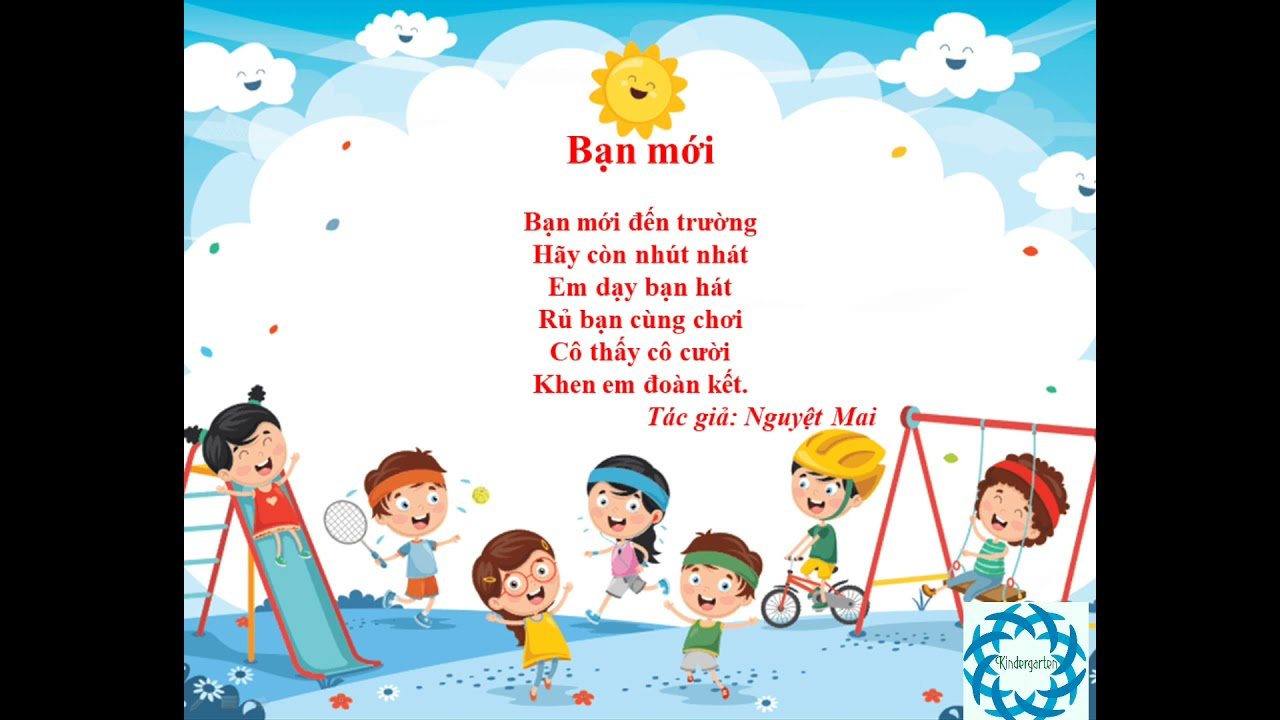 Bạn mới
Bạn mới đến trường
Hãy còn nhút nhát
Em dạy bạn hát
Rủ bạn cùng chơi
Cô thấy cô cười
Khen em đoàn kết.
Tác giả: Nguyệt Mai
Kindergarten